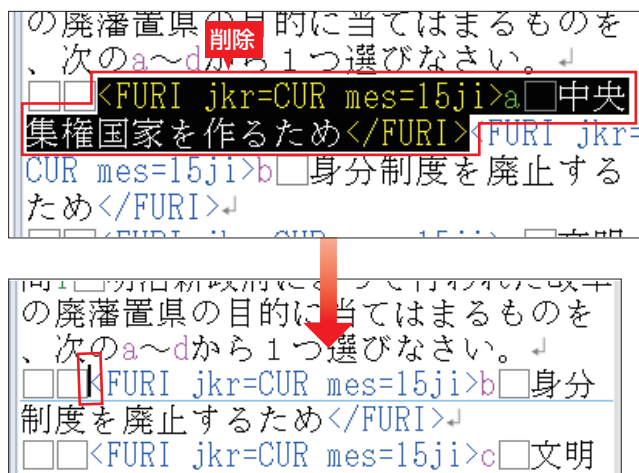 の廃藩置県の目的に当てはまるものを
削除
、次のa~dから1つ選びなさい。↲
□□<FURI jkr=CUR mes=15ji>a□中央
集権国家を作るため</FURI><FURI jkr=
CUR mes=15ji>b□身分制度を廃止する
ため</FURI>↲
の廃藩置県の目的に当てはまるものを
、次のa~dから1つ選びなさい。↲
□□<FURI jkr=CUR mes=15ji>b□身分
制度を廃止するため</FURI>↲
□□<FURI jkr=CUR mes=15ji>c□文明